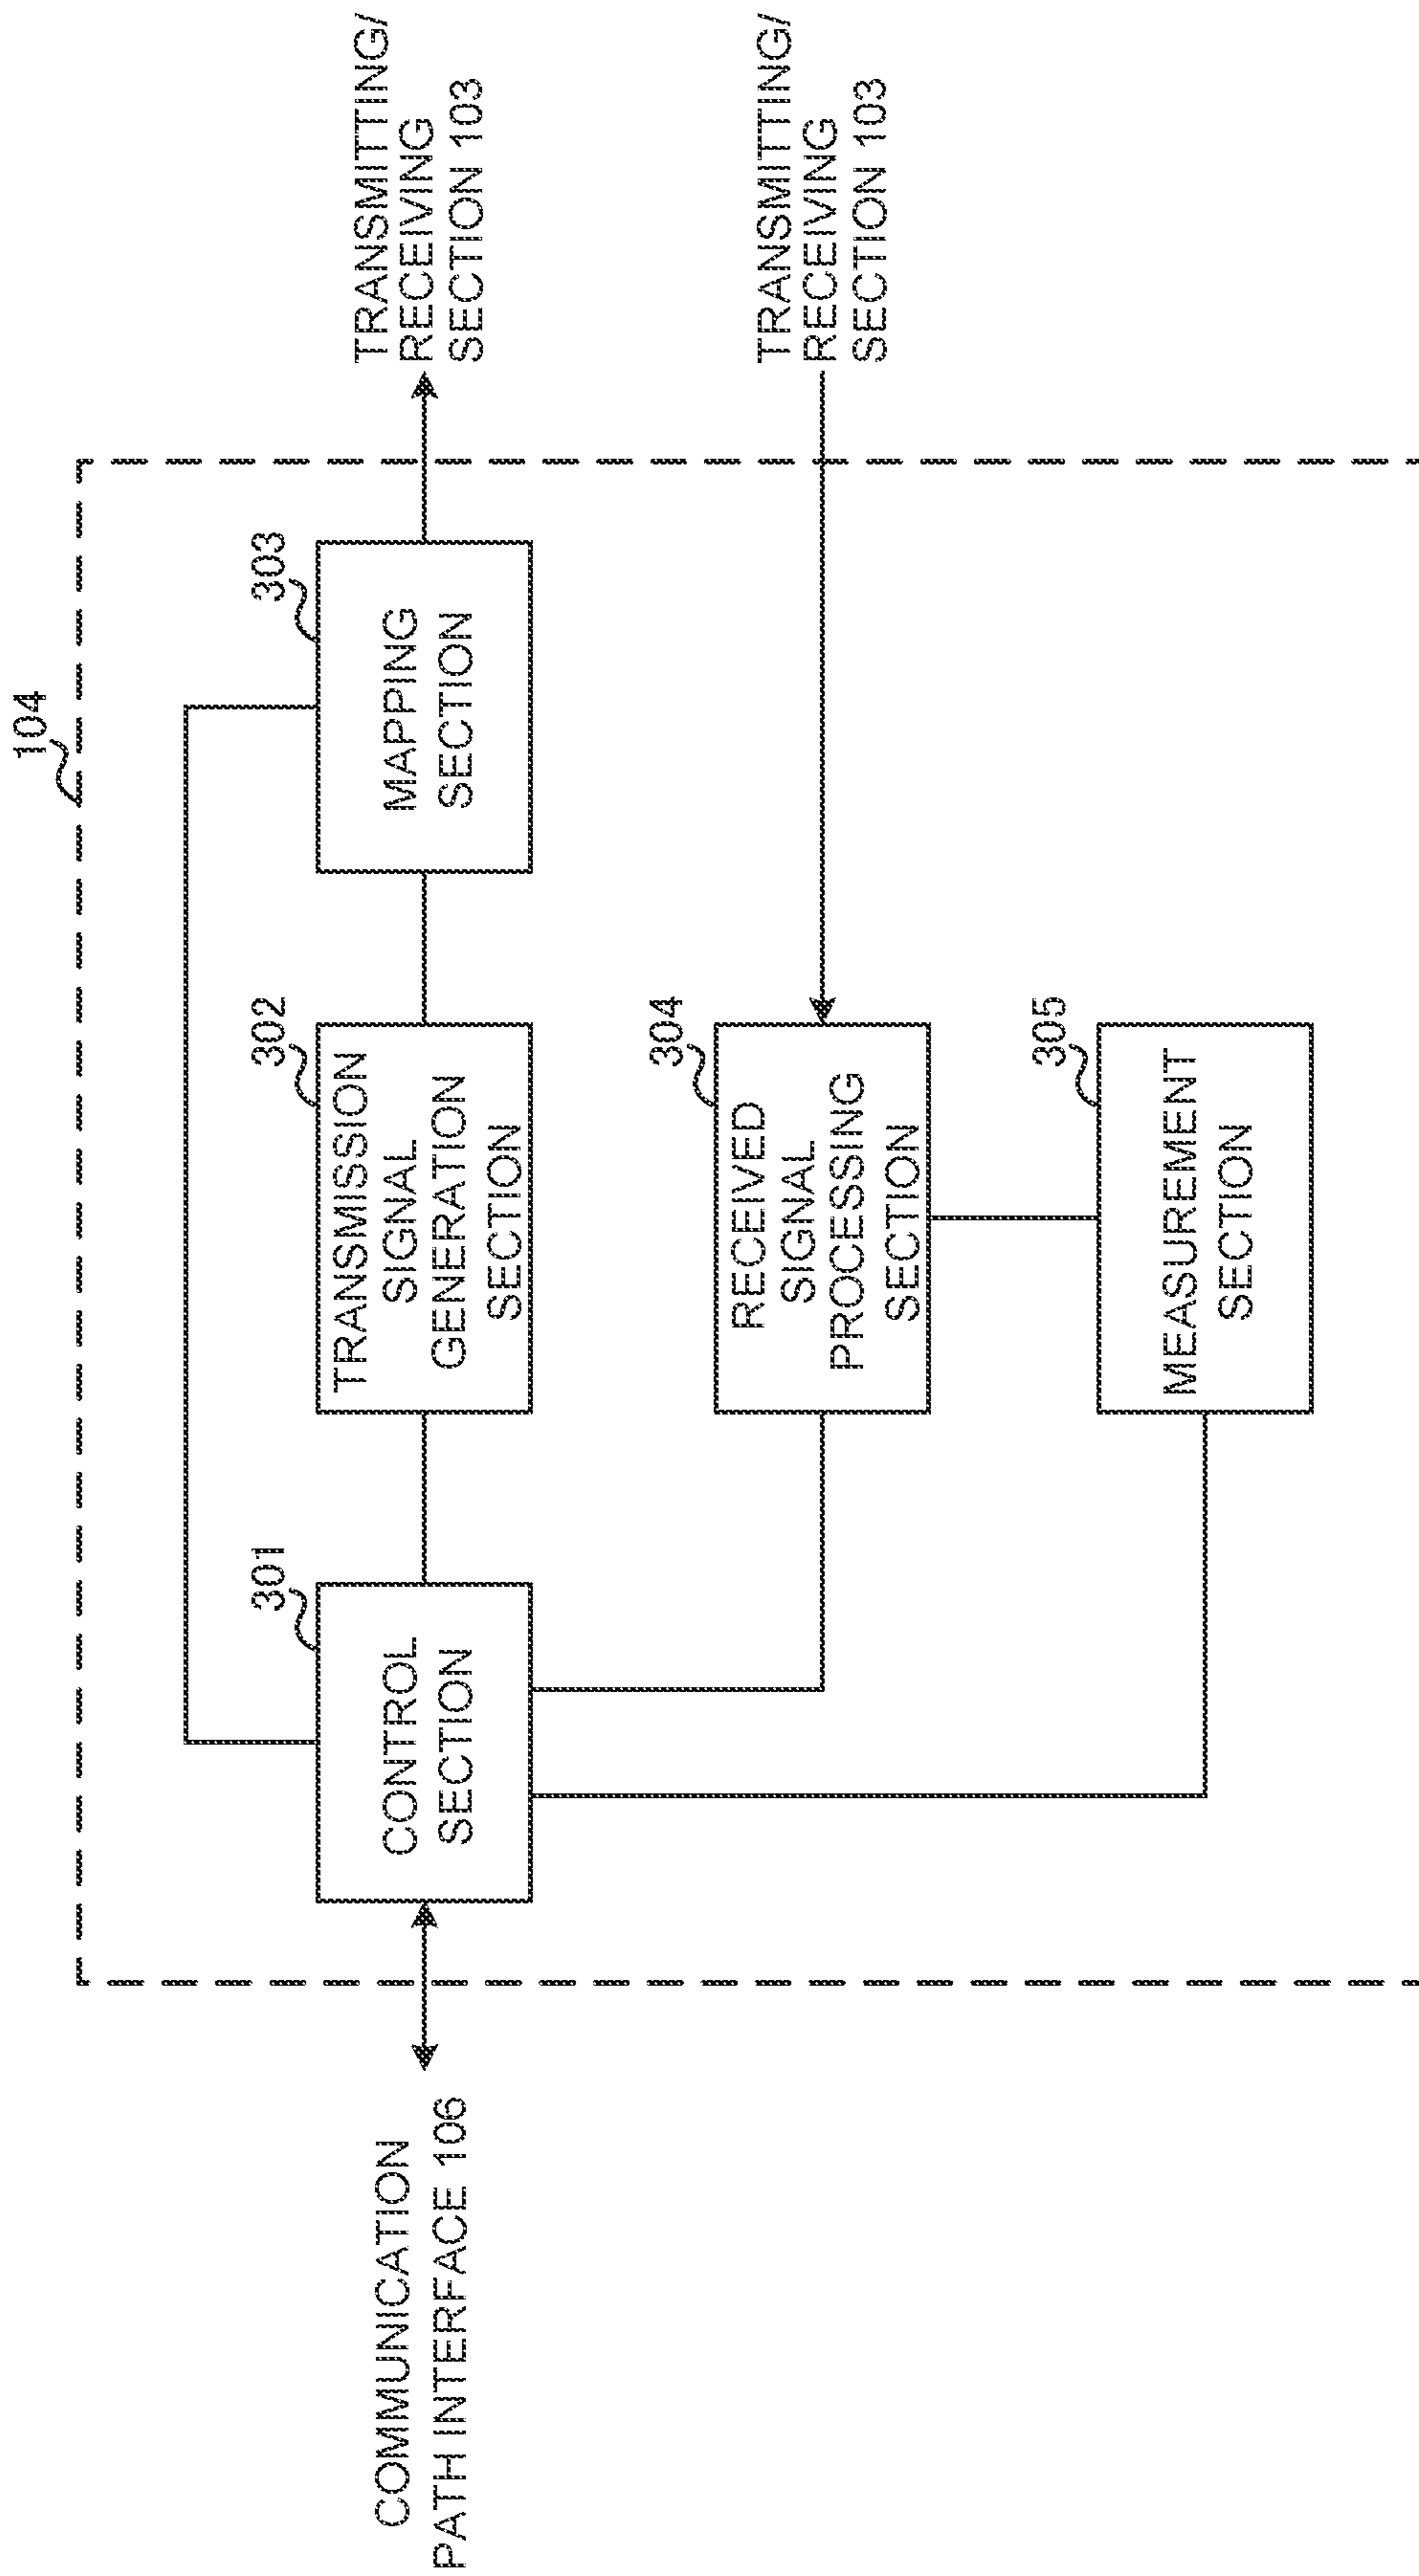 104
COMMUNICATION
PATH INTERFACE 106
301
CONTROL
SECTION
302
TRANSMISSION
SIGNAL
GENERATION
SECTION
303
MAPPING
SECTION
TRANSMITTING/
RECEIVING
SECTION 103
304
RECEIVED
SIGNAL
PROCESSING
SECTION
TRANSMITTING/
RECEIVING
SECTION 103
305
MEASUREMENT
SECTION